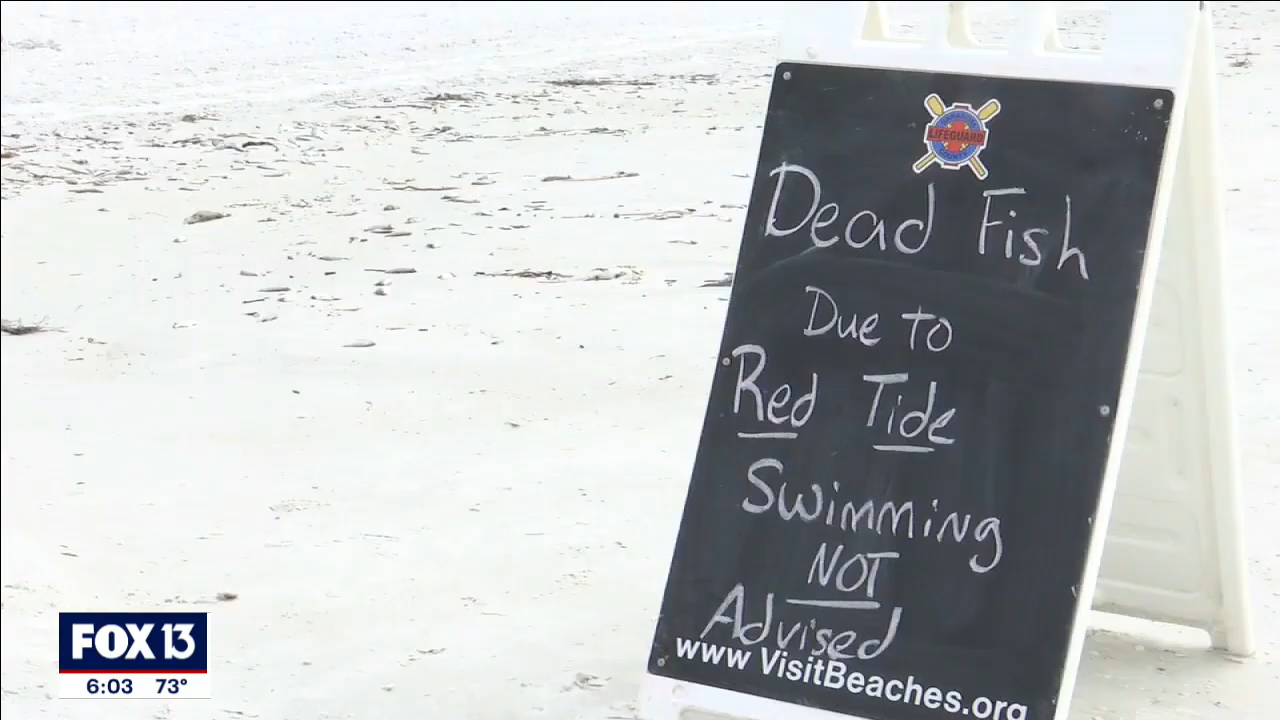 LIFEGUARD
Dead Fish
Due to
Red Tide
Swimming
NOT
Advised
www VisitBeaches.org
FOX 13
6:03 73°